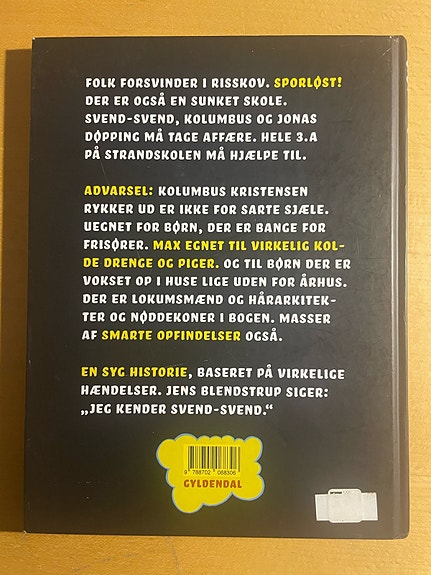 FOLK FORSVINDER I RISSKOV. SPORLØST!
DER ER OGSÅ EN SUNKET SKOLE.
SVEND-SVEND, KOLUMBUS OG JONAS
DØPPING MÅ TAGE AFFÆRE. HELE 3.A
PÅ STRANDSKOLEN MÅ HJÆLPE TIL.
ADVARSEL: KOLUMBUS KRISTENSEN
RYKKER UD ER IKKE FOR SARTE SJÆLE.
UEGNET FOR BØRN, DER ER BANGE FOR
FRISØRER. MAX EGNET TIL VIRKELIG KOL-
DE DRENGE OG PIGER. OG TIL BØRN DER ER
VOKSET OP I HUSE LIGE UDEN FOR ÅRHUS.
DER ER LOKUMSMÆND OG HÅRARKITEK-
TER OG NØDDEKONER I BOGEN. MASSER
AF SMARTE OPFINDELSER OGSÅ.
EN SYG HISTORIE, BASERET PÅ VIRKELIGE
HÆNDELSER. JENS BLENDSTRUP SIGER:
„JEG KENDER SVEND-SVEND.“
9 788702 068306
GYLDENDAL